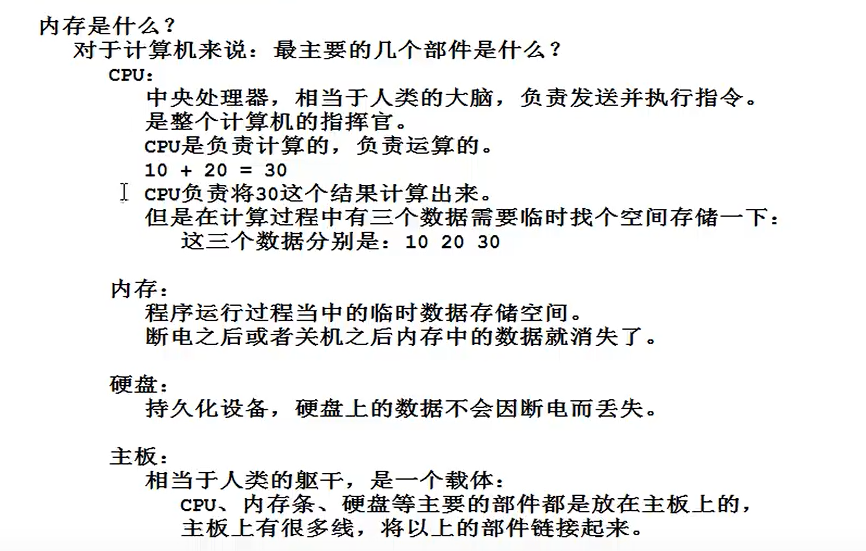 内存是什么？
对于计算机来说：最主要的几个部件是什么？
CPU：
中央处理器，相当于人类的大脑，负责发送并执行指令。
是整个计算机的指挥官。
CPU是负责计算的，负责运算的。
10 + 20 = 30
CPU负责将30这个结果计算出来。
但是在计算过程中有三个数据需要临时找个空间存储一下：
这三个数据分别是：10 20 30
内存：
程序运行过程当中的临时数据存储空间。
断电之后或者关机之后内存中的数据就消失了。
硬盘：
持久化设备，硬盘上的数据不会因断电而丢失。
主板：
相当于人类的躯干，是一个载体：
CPU、内存条、硬盘等主要的部件都是放在主板上的，
主板上有很多线，将以上的部件链接起来。